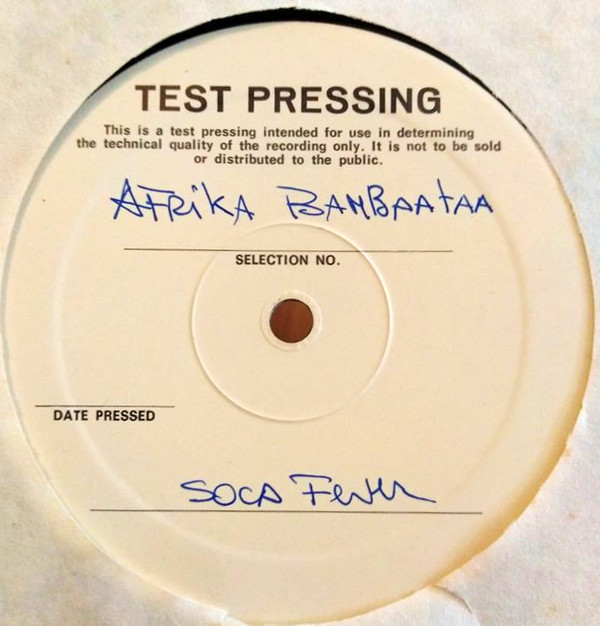 TEST PRESSING
This is a test pressing intended for use in determining
the technical quality of the recording only. It is not to be sold
or distributed to the public.
AFRiKA BAMBAATAA
SELECTION NO.
DATE PRESSED
SOCA Fever